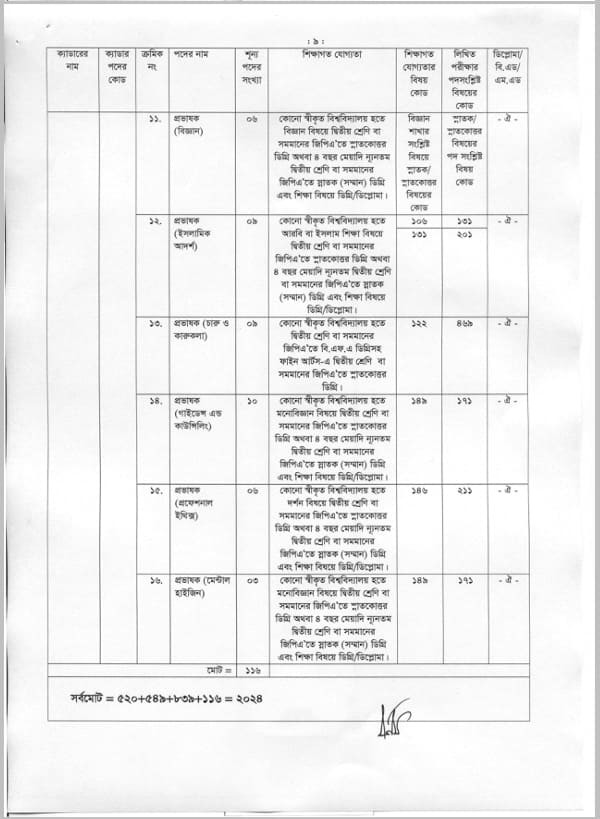 : ৯ :
ক্যাডারের নাম
ক্যাডার পদের কোড
ক্রমিক নং
পদের নাম
শূন্য পদের সংখ্যা
শিক্ষাগত যোগ্যতা
শিক্ষাগত যোগ্যতার বিষয় কোড
লিখিত পরীক্ষার পদসংশ্লিষ্ট বিষয়ের কোড
ডিপ্লোমা/ বি.এড/ এম.এড
১১.
প্রভাষক
(বিজ্ঞান)
০৬
কোনো স্বীকৃত বিশ্ববিদ্যালয় হতে
বিজ্ঞান বিষয়ে দ্বিতীয় শ্রেণি বা
সমমানের জিপিএ'তে স্নাতকোত্তর
ডিগ্রি অথবা ৪ বছর মেয়াদি ন্যূনতম
দ্বিতীয় শ্রেণি বা সমমানের
জিপিএ'তে স্নাতক (সম্মান) ডিগ্রি
এবং শিক্ষা বিষয়ে ডিগ্রি/ডিপ্লোমা।
বিজ্ঞান
শাখার
সংশ্লিষ্ট
বিষয়ে
স্নাতক/
স্নাতকোত্তর
বিষয়ের
কোড
স্নাতক/
স্নাতকোত্তর
বিষয়ের
পদ সংশ্লিষ্ট
বিষয়
কোড
- ঐ -
১২.
প্রভাষক
(ইসলামিক
আদর্শ)
০৯
কোনো স্বীকৃত বিশ্ববিদ্যালয় হতে
আরবি বা ইসলাম শিক্ষা বিষয়ে
দ্বিতীয় শ্রেণি বা সমমানের
জিপিএ'তে স্নাতকোত্তর ডিগ্রি অথবা
৪ বছর মেয়াদি ন্যূনতম দ্বিতীয় শ্রেণি
বা সমমানের জিপিএ'তে স্নাতক
(সম্মান) ডিগ্রি এবং শিক্ষা বিষয়ে
ডিগ্রি/ডিপ্লোমা।
১০৬
১৩১
১৩১
২০১
- ঐ -
১৩.
প্রভাষক (চারু ও
কারুকলা)
০৯
কোনো স্বীকৃত বিশ্ববিদ্যালয় হতে
দ্বিতীয় শ্রেণি বা সমমানের
জিপিএ'তে বি.এফ.এ ডিগ্রিসহ
ফাইন আর্টস-এ দ্বিতীয় শ্রেণি বা
সমমানের জিপিএ'তে স্নাতকোত্তর
ডিগ্রি।
১২২
৪৬৯
- ঐ -
১৪.
প্রভাষক
(গাইডেন্স এন্ড
কাউন্সিলিং)
১০
কোনো স্বীকৃত বিশ্ববিদ্যালয় হতে
মনোবিজ্ঞান বিষয়ে দ্বিতীয় শ্রেণি বা
সমমানের জিপিএ'তে স্নাতকোত্তর
ডিগ্রি অথবা ৪ বছর মেয়াদি ন্যূনতম
দ্বিতীয় শ্রেণি বা সমমানের
জিপিএ'তে স্নাতক (সম্মান) ডিগ্রি
এবং শিক্ষা বিষয়ে ডিগ্রি/ডিপ্লোমা।
১৪৯
১৭১
- ঐ -
১৫.
প্রভাষক
(প্রফেশনাল
ইথিক্স)
০৬
কোনো স্বীকৃত বিশ্ববিদ্যালয় হতে
দর্শন বিষয়ে দ্বিতীয় শ্রেণি বা
সমমানের জিপিএ'তে স্নাতকোত্তর
ডিগ্রি অথবা ৪ বছর মেয়াদি ন্যূনতম
দ্বিতীয় শ্রেণি বা সমমানের
জিপিএ'তে স্নাতক (সম্মান) ডিগ্রি
এবং শিক্ষা বিষয়ে ডিগ্রি/ডিপ্লোমা।
১৪৬
২১১
- ঐ -
১৬.
প্রভাষক (মেন্টাল
হাইজিন)
০৩
কোনো স্বীকৃত বিশ্ববিদ্যালয় হতে
মনোবিজ্ঞান বিষয়ে দ্বিতীয় শ্রেণি বা
সমমানের জিপিএ'তে স্নাতকোত্তর
ডিগ্রি অথবা ৪ বছর মেয়াদি ন্যূনতম
দ্বিতীয় শ্রেণি বা সমমানের
জিপিএ'তে স্নাতক (সম্মান) ডিগ্রি
এবং শিক্ষা বিষয়ে ডিগ্রি/ডিপ্লোমা।
১৪৯
১৭১
- ঐ -
মোট = ১১৬
সর্বমোট = ৫২০+৫৪৯+৮৩৯+১১৬ = ২০২৪